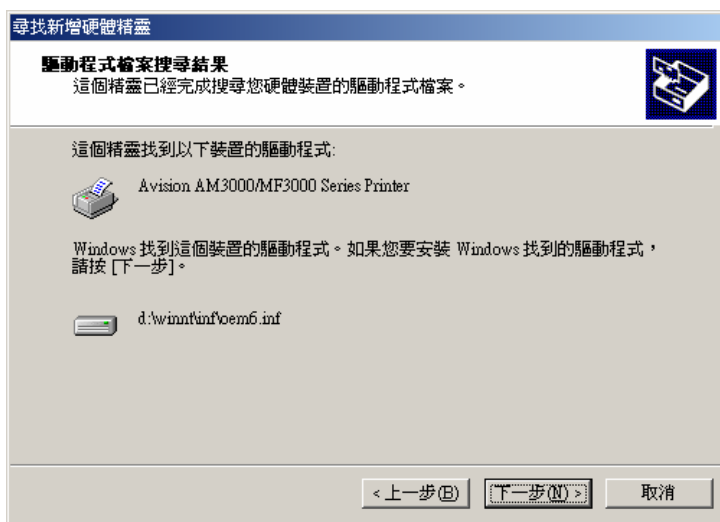 尋找新增硬體精靈
驅動程式檔案搜尋結果
這個精靈已經完成搜尋您硬體裝置的驅動程式檔案。
這個精靈找到以下裝置的驅動程式:
Avision AM3000/MF3000 Series Printer
Windows 找到這個裝置的驅動程式。如果您要安裝 Windows 找到的驅動程式，
請按 [下一步]。
d:\winnt\inf\oem6.inf
< 上一步(B)
下一步(N) >
取消